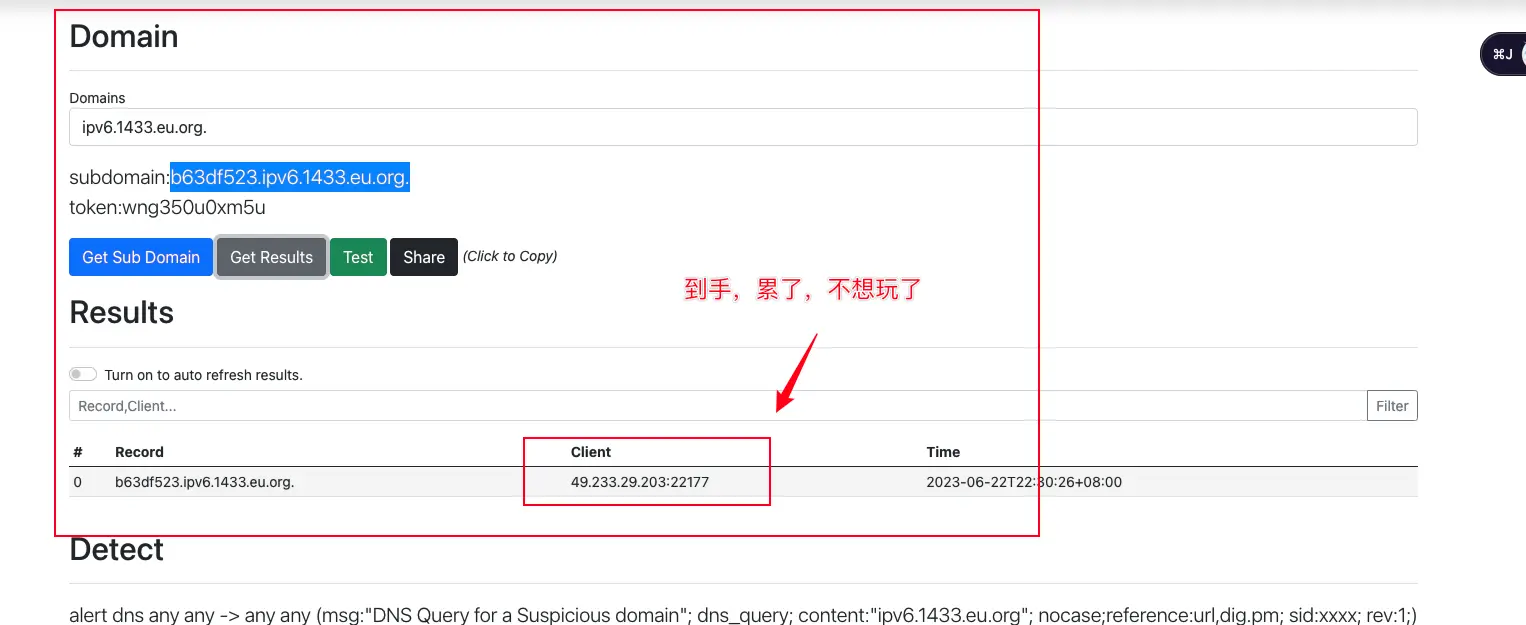 Domain
⌘J
Domains
ipv6.1433.eu.org.
subdomain:b63df523.ipv6.1433.eu.org.
token:wng350u0xm5u
Get Sub Domain Get Results Test Share (Click to Copy)
到手，累了，不想玩了
Results
Turn on to auto refresh results.
Record,Client... Filter
# Record Client Time
0 b63df523.ipv6.1433.eu.org. 49.233.29.203:22177 2023-06-22T22:30:26+08:00
Detect
alert dns any any -> any any (msg:"DNS Query for a Suspicious domain"; dns_query; content:"ipv6.1433.eu.org"; nocase;reference:url,dig.pm; sid:xxxx; rev:1;)